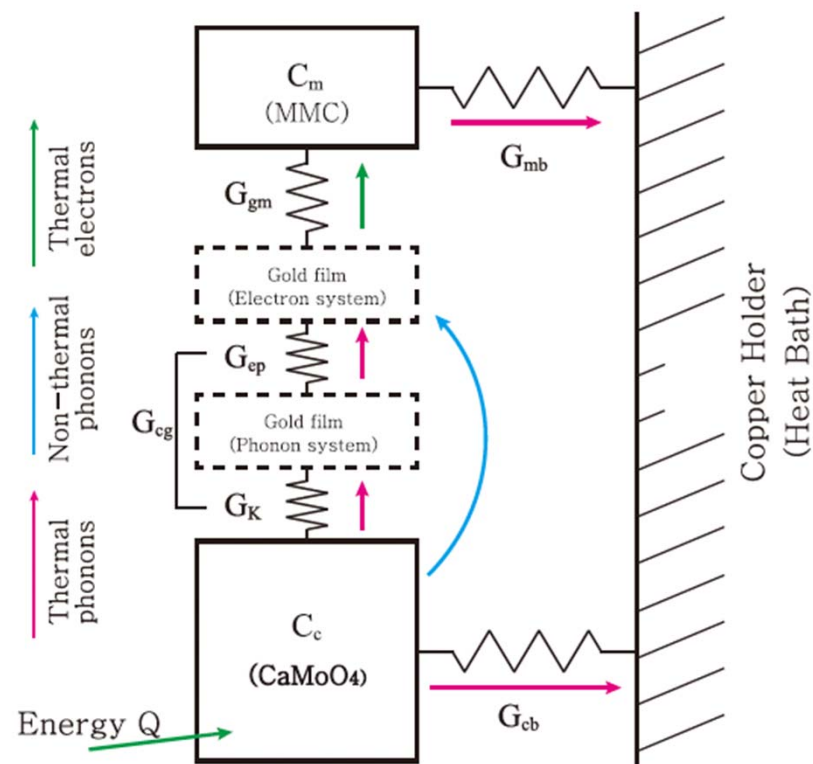 Cm
(MMC)
Gmb
Thermal
electrons
Ggm
Gold film
(Electron system)
Non-thermal
phonons
Gep
Gcg
Gold film
(Phonon system)
GK
Thermal
phonons
Cc
(CaMoO4)
Gcb
Energy Q
Copper Holder
(Heat Bath)